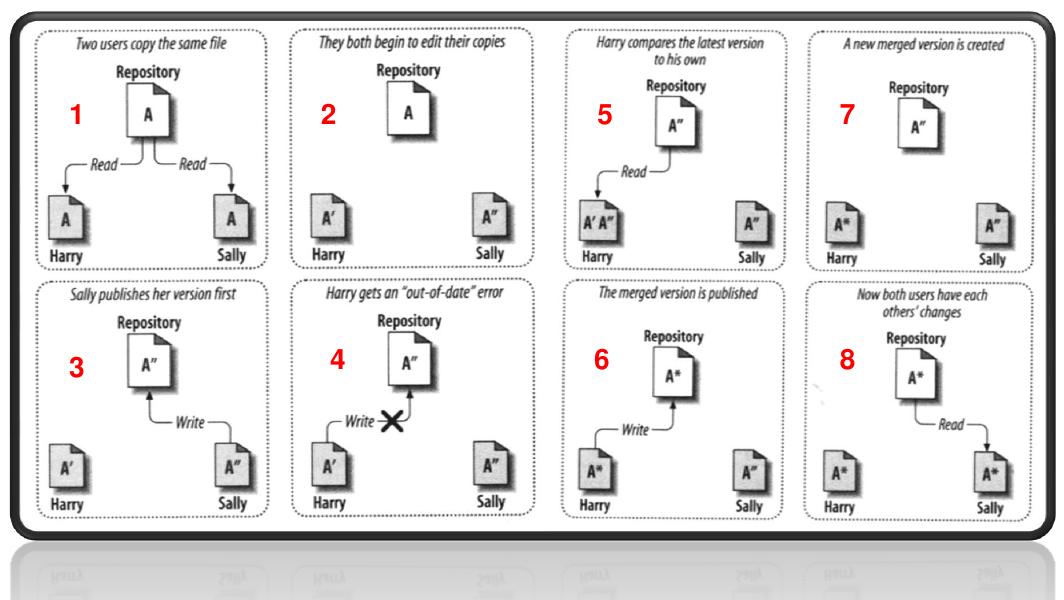 Two users copy the same file
Repository
1
A
Read
Read
A
A
Harry
Sally
They both begin to edit their copies
Repository
2
A
A′
A″
Harry
Sally
Sally publishes her version first
Repository
3
A″
Write
A′
A″
Harry
Sally
Harry gets an “out-of-date” error
Repository
4
A″
Write
A′
A″
Harry
Sally
Harry compares the latest version
to his own
Repository
5
A″
Read
A′ A″
A″
Harry
Sally
The merged version is published
Repository
6
A*
Write
A*
A″
Harry
Sally
A new merged version is created
Repository
7
A″
A*
A″
Harry
Sally
Now both users have each
others’ changes
Repository
8
A*
Read
A*
A*
Harry
Sally